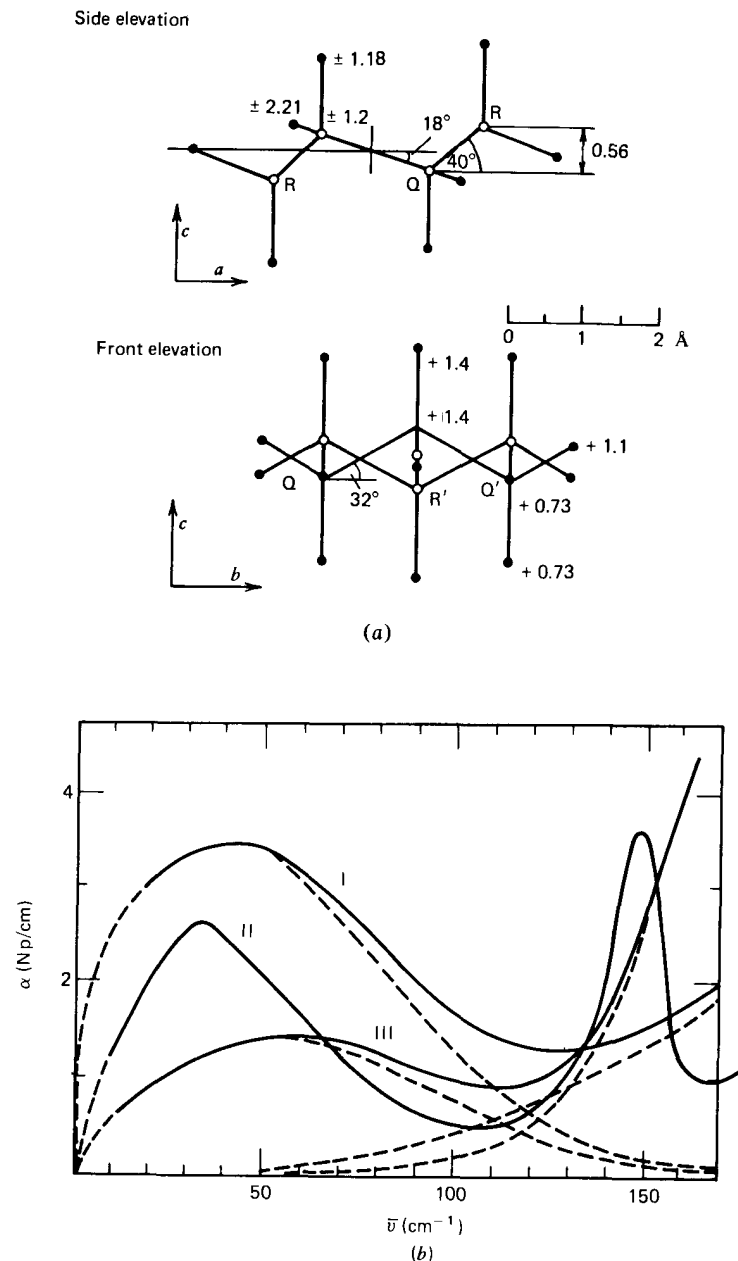 Side elevation
± 1.18
± 2.21
± 1.2
18°
R
40°
0.56
Q
R
c
a
0 1 2 Å
Front elevation
+ 1.4
+ 1.4
+ 1.1
Q
32°
R'
Q'
+ 0.73
c
b
+ 0.73
(a)
4
I
II
α (Np/cm)
2
III
50 100 150
ῡ (cm⁻¹)
(b)